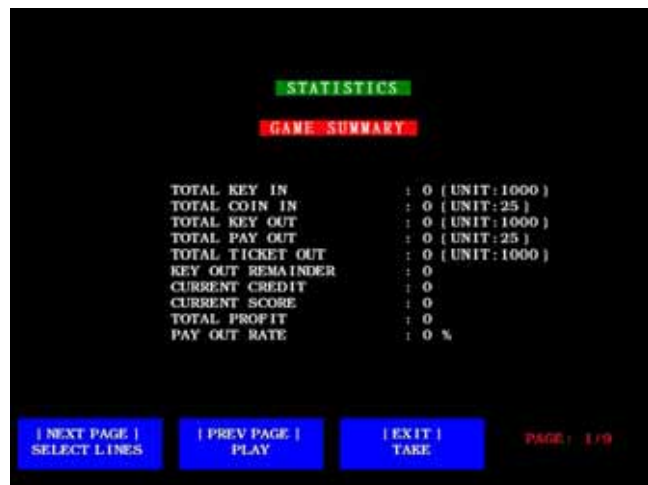 STATISTICS
GAME SUMMARY
TOTAL KEY IN : 0 (UNIT:1000)
TOTAL COIN IN : 0 (UNIT:25)
TOTAL KEY OUT : 0 (UNIT:1000)
TOTAL PAY OUT : 0 (UNIT:25)
TOTAL TICKET OUT : 0 (UNIT:1000)
KEY OUT REMAINDER : 0
CURRENT CREDIT : 0
CURRENT SCORE : 0
TOTAL PROFIT : 0
PAY OUT RATE : 0 %
[NEXT PAGE] [PREV PAGE] [EXIT]
SELECT LINES PLAY TAKE PAGE: 1/9